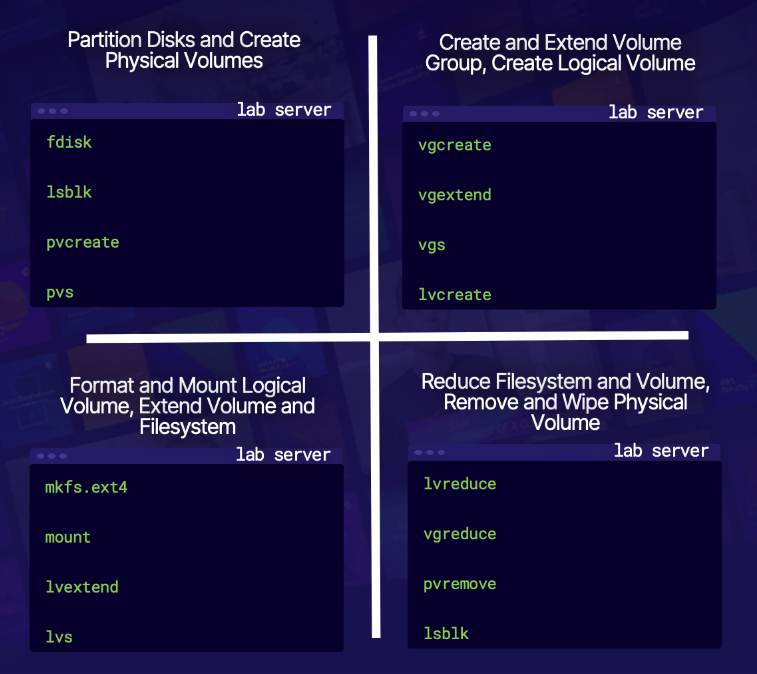 Partition Disks and Create
Physical Volumes
lab server
fdisk
lsblk
pvcreate
pvs
Create and Extend Volume
Group, Create Logical Volume
lab server
vgcreate
vgextend
vgs
lvcreate
Format and Mount Logical
Volume, Extend Volume and
Filesystem
lab server
mkfs.ext4
mount
lvextend
lvs
Reduce Filesystem and Volume,
Remove and Wipe Physical
Volume
lab server
lvreduce
vgreduce
pvremove
lsblk